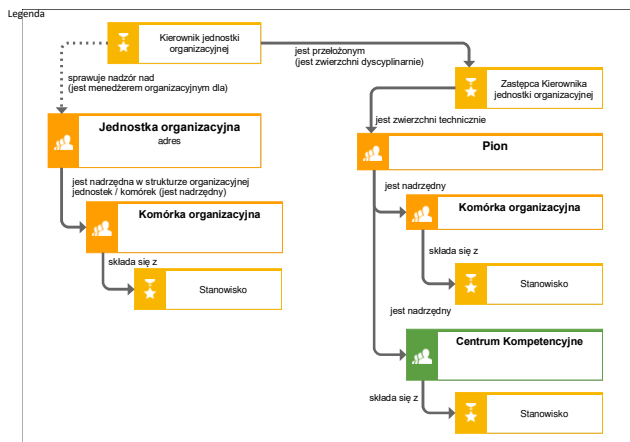 Legenda
Kierownik jednostki
organizacyjnej
jest przełożonym
(jest zwierzchni dyscyplinarnie)
sprawuje nadzór nad
(jest menedżerem organizacyjnym dla)
Zastępca Kierownika
jednostki organizacyjnej
jest zwierzchni technicznie
Jednostka organizacyjna
adres
Pion
jest nadrzędna w strukturze organizacyjnej
jednostek / komórek (jest nadrzędny)
jest nadrzędny
Komórka organizacyjna
Komórka organizacyjna
składa się z
składa się z
Stanowisko
Stanowisko
jest nadrzędny
Centrum Kompetencyjne
składa się z
Stanowisko